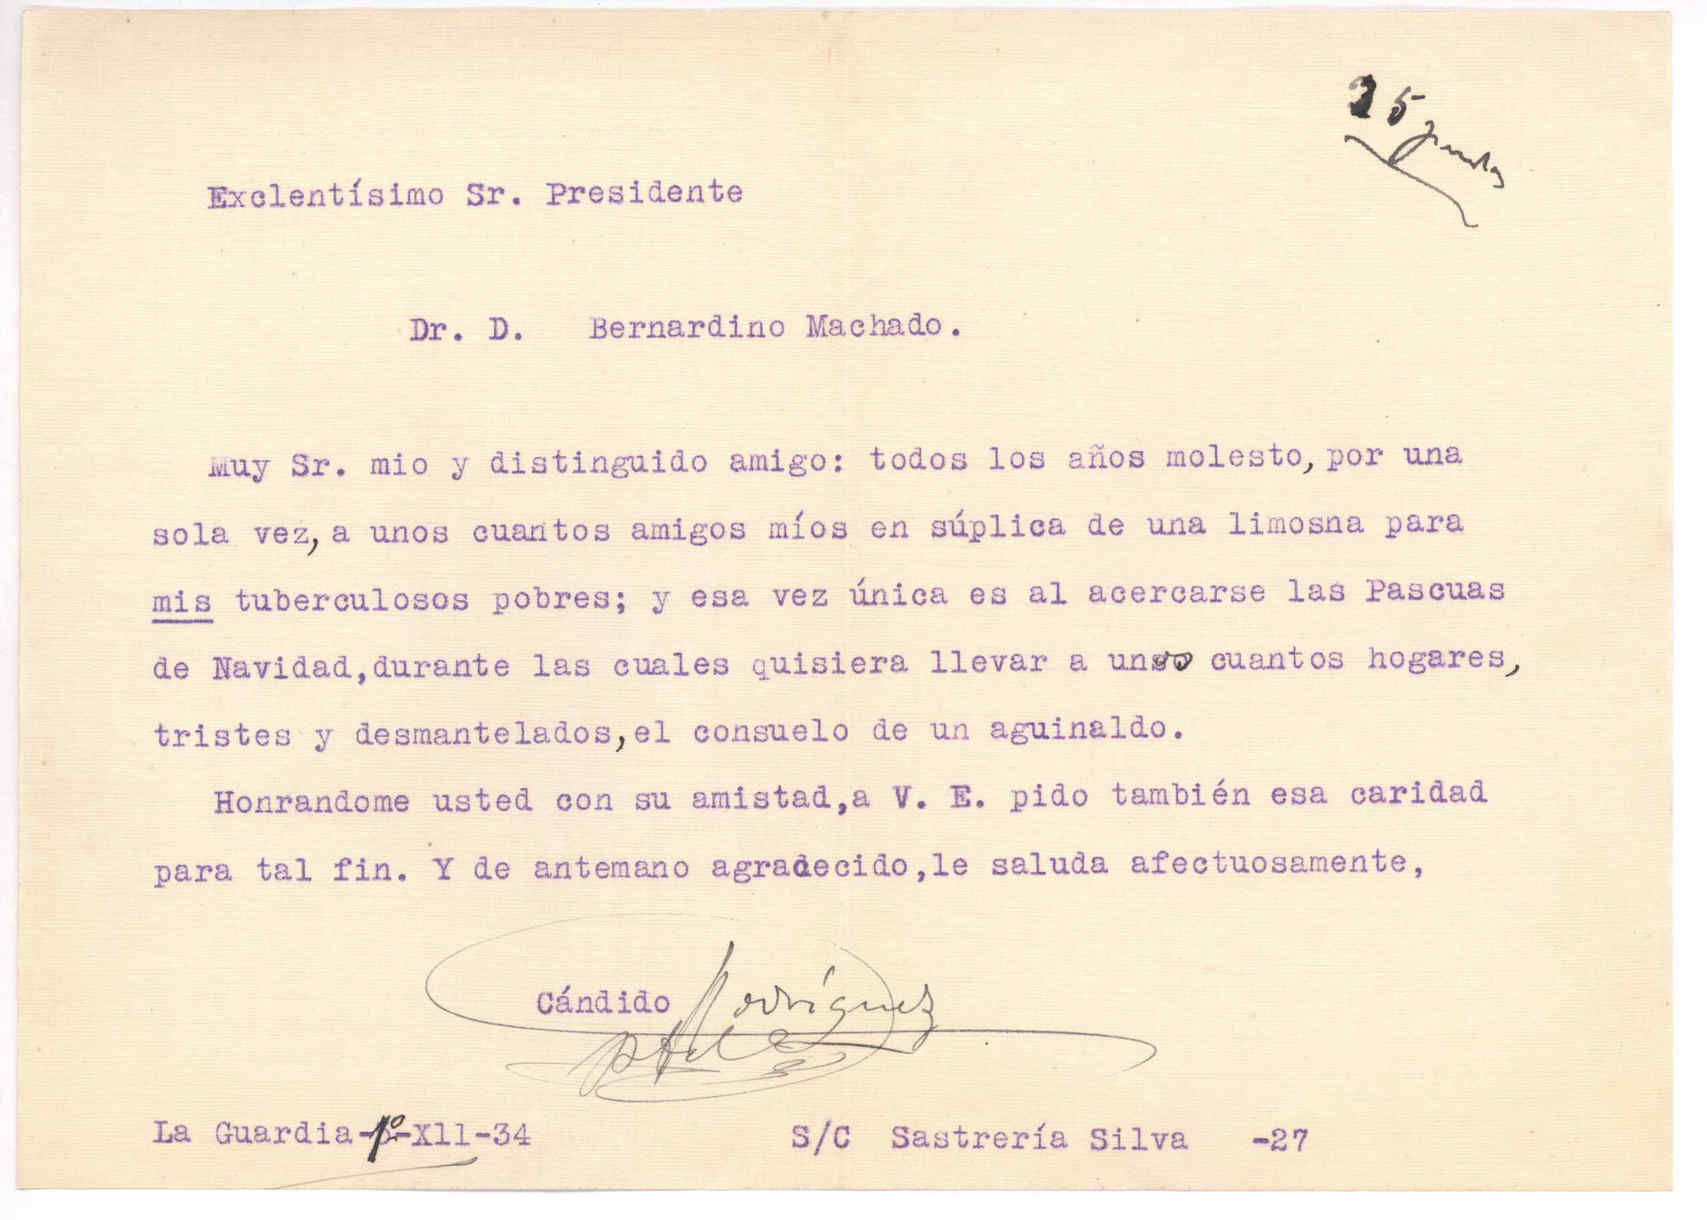 25
Exclentísimo Sr. Presidente
Dr. D. Bernardino Machado.
Muy Sr. mio y distinguido amigo: todos los años molesto, por una
sola vez, a unos cuantos amigos míos en súplica de una limosna para
mis tuberculosos pobres; y esa vez única es al acercarse las Pascuas
de Navidad, durante las cuales quisiera llevar a unos cuantos hogares,
tristes y desmantelados, el consuelo de un aguinaldo.
Honrandome usted con su amistad, a V. E. pido también esa caridad
para tal fin. Y de antemano agradecido, le saluda afectuosamente,
Cándido Rodríguez
La Guardia-1º-XII-34 S/C Sastrería Silva -27